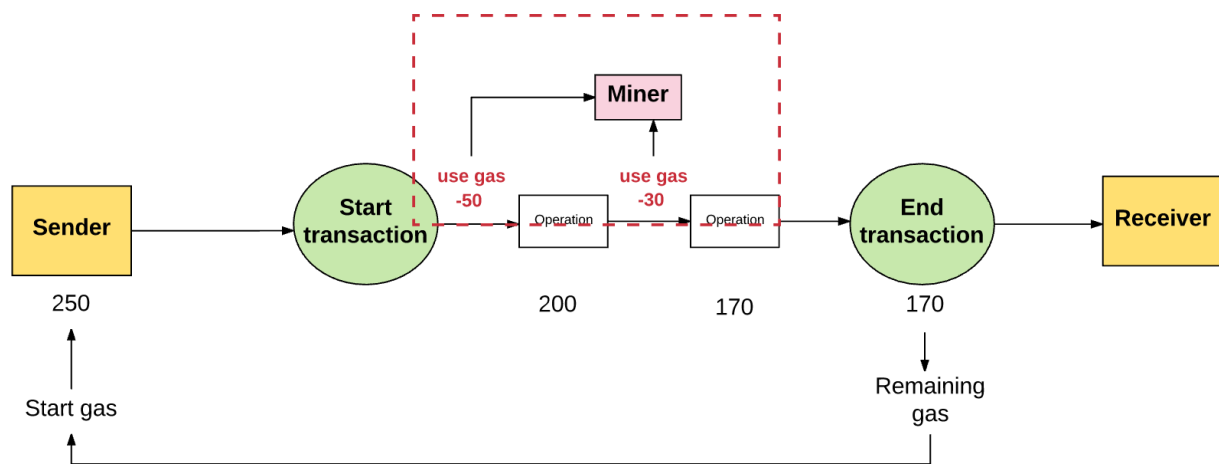 Miner
use gas
-50
use gas
-30
Sender
Start
transaction
Operation
Operation
End
transaction
Receiver
250
200
170
170
Start gas
Remaining
gas